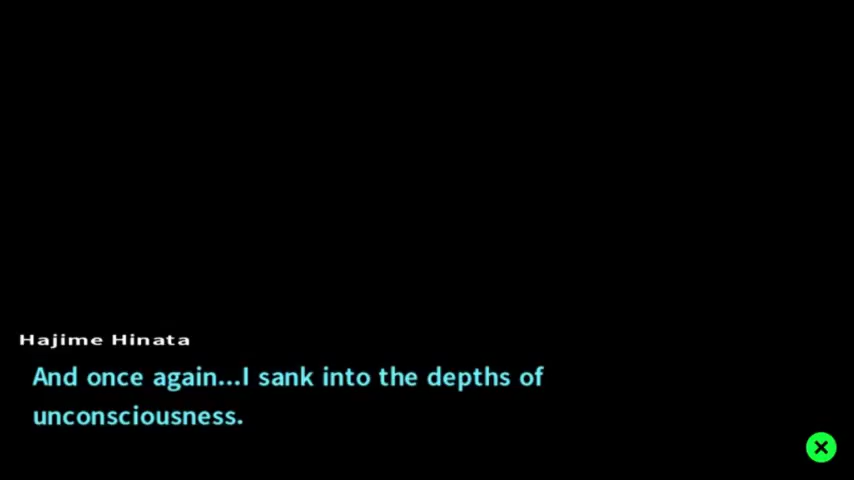 Hajime Hinata
And once again...I sank into the depths of
unconsciousness.